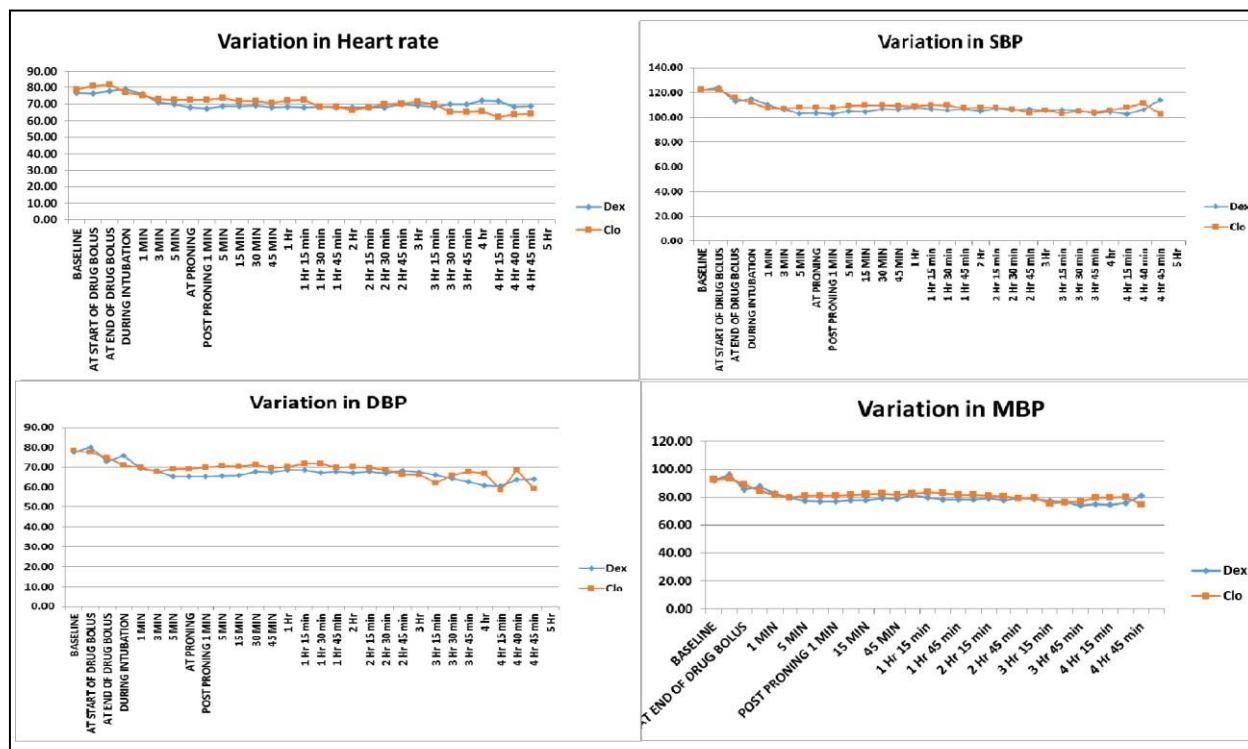 Variation in Heart rate
90.00
80.00
70.00
60.00
50.00
40.00
30.00
20.00
10.00
0.00
BASELINE
AT START OF DRUG BOLUS
AT END OF DRUG BOLUS
DURING INTUBATION
1 MIN
3 MIN
5 MIN
AT PRONING
POST PRONING 1 MIN
5 MIN
15 MIN
30 MIN
45 MIN
1 Hr
1 Hr 15 min
1 Hr 30 min
1 Hr 45 min
2 Hr
2 Hr 15 min
2 Hr 30 min
2 Hr 45 min
3 Hr
3 Hr 15 min
3 Hr 30 min
3 Hr 45 min
4 hr
4 Hr 15 min
4 Hr 40 min
4 Hr 45 min
5 Hr
Dex
Clo
Variation in SBP
140.00
120.00
100.00
80.00
60.00
40.00
20.00
0.00
BASELINE
AT START OF DRUG BOLUS
AT END OF DRUG BOLUS
DURING INTUBATION
1 MIN
3 MIN
5 MIN
AT PRONING
POST PRONING 1 MIN
5 MIN
15 MIN
30 MIN
45 MIN
1 Hr
1 Hr 15 min
1 Hr 30 min
1 Hr 45 min
2 Hr
2 Hr 15 min
2 Hr 30 min
2 Hr 45 min
3 Hr
3 Hr 15 min
3 Hr 30 min
3 Hr 45 min
4 hr
4 Hr 15 min
4 Hr 40 min
4 Hr 45 min
5 Hr
Dex
Clo
Variation in DBP
90.00
80.00
70.00
60.00
50.00
40.00
30.00
20.00
10.00
0.00
BASELINE
AT START OF DRUG BOLUS
AT END OF DRUG BOLUS
DURING INTUBATION
1 MIN
3 MIN
5 MIN
AT PRONING
POST PRONING 1 MIN
5 MIN
15 MIN
30 MIN
45 MIN
1 Hr
1 Hr 15 min
1 Hr 30 min
1 Hr 45 min
2 Hr
2 Hr 15 min
2 Hr 30 min
2 Hr 45 min
3 Hr
3 Hr 15 min
3 Hr 30 min
3 Hr 45 min
4 hr
4 Hr 15 min
4 Hr 40 min
4 Hr 45 min
5 Hr
Dex
Clo
Variation in MBP
120.00
100.00
80.00
60.00
40.00
20.00
0.00
BASELINE
AT END OF DRUG BOLUS
1 MIN
5 MIN
POST PRONING 1 MIN
15 MIN
45 MIN
1 Hr 15 min
1 Hr 45 min
2 Hr 15 min
2 Hr 45 min
3 Hr 15 min
3 Hr 45 min
4 Hr 15 min
4 Hr 45 min
Dex
Clo